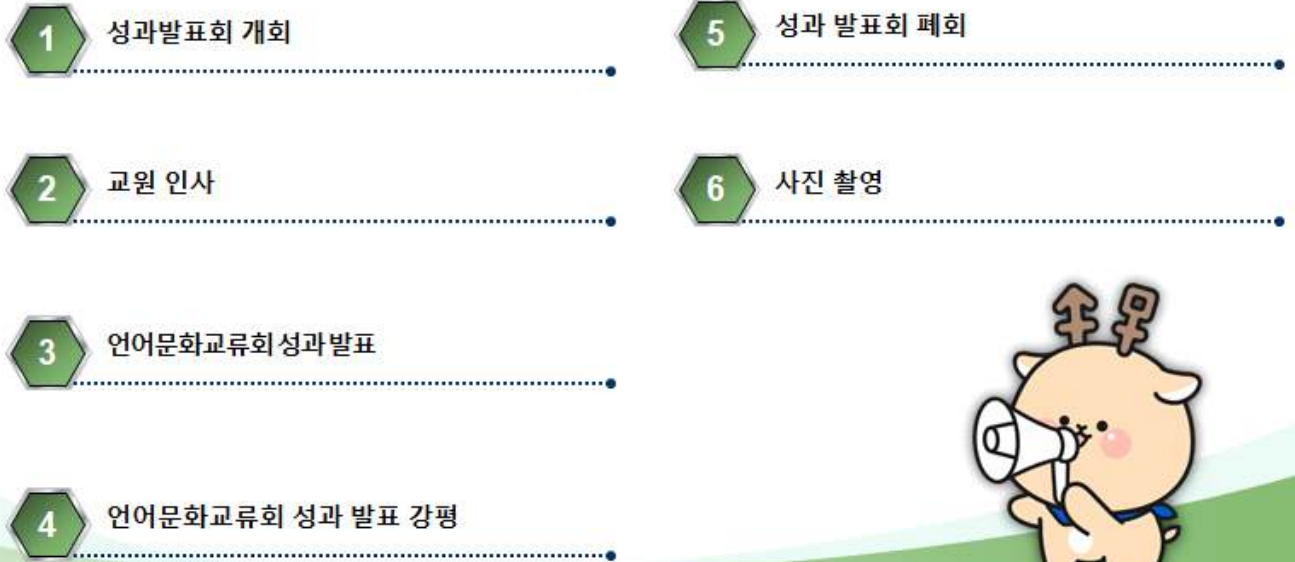 1 성과발표회 개회
2 교원 인사
3 언어문화교류회 성과 발표
4 언어문화교류회 성과 발표 강평
5 성과 발표회 폐회
6 사진 촬영